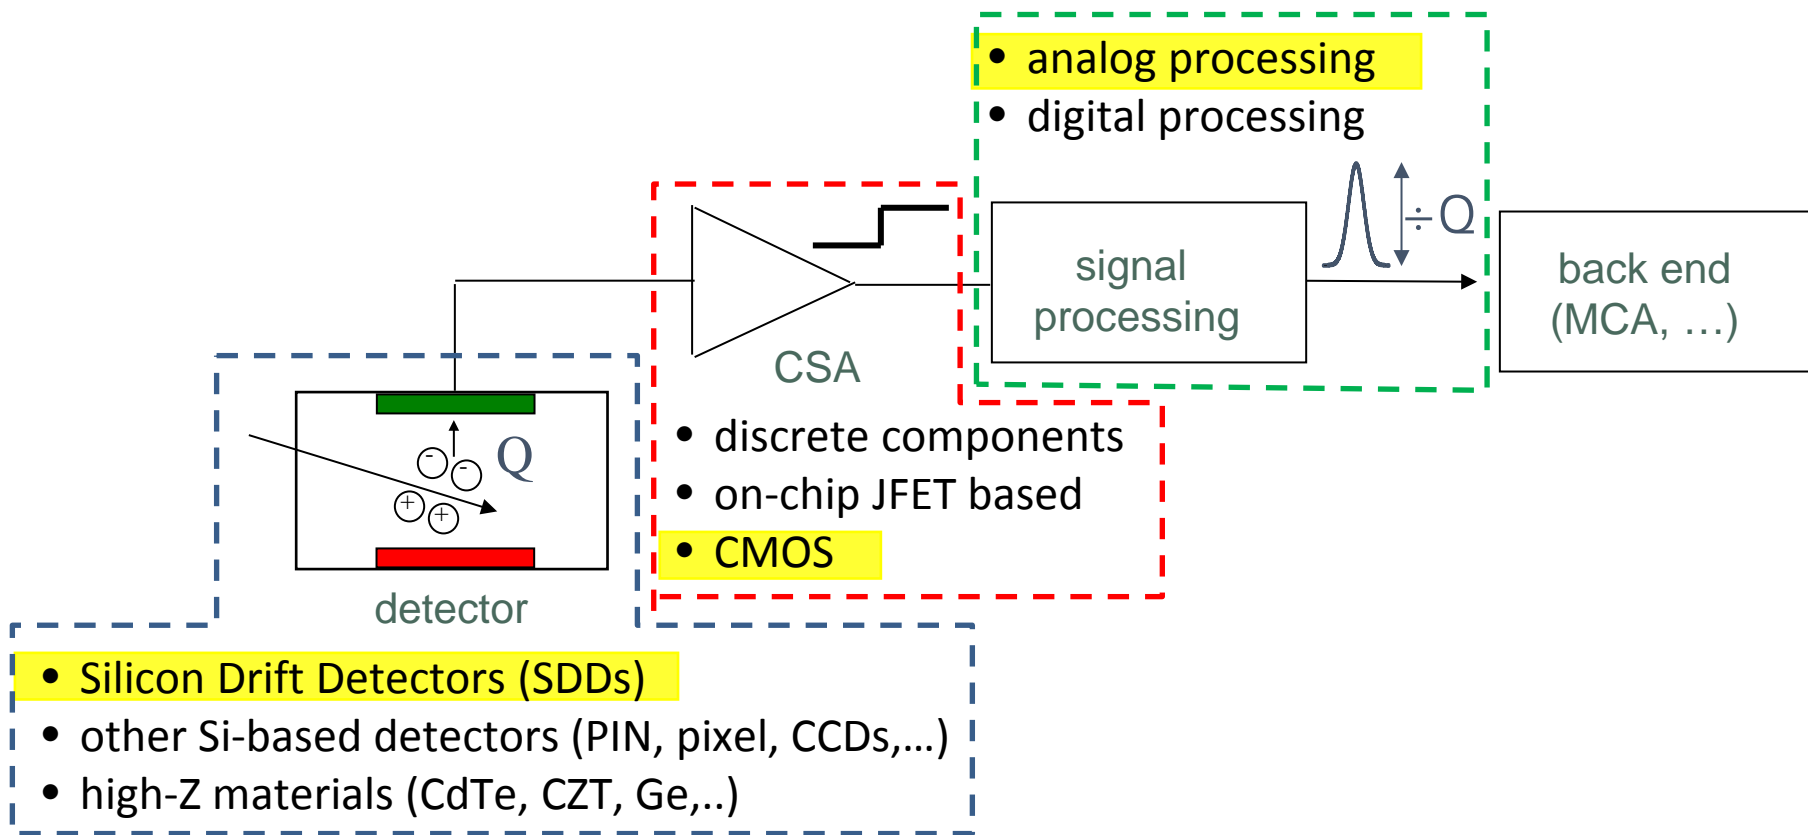 • analog processing
• digital processing
÷Q
signal
processing
back end
(MCA, ...)
CSA
Q
-
-
+
+
detector
• discrete components
• on-chip JFET based
• CMOS
• Silicon Drift Detectors (SDDs)
• other Si-based detectors (PIN, pixel, CCDs,...)
• high-Z materials (CdTe, CZT, Ge,..)